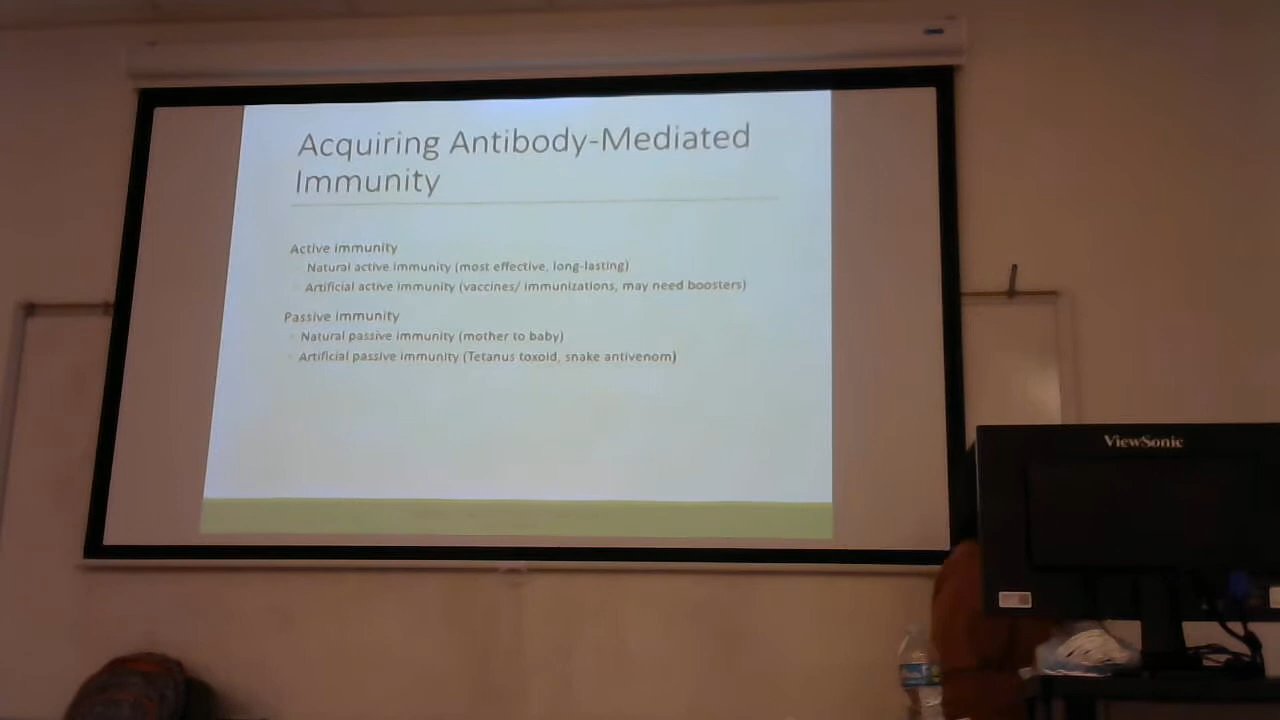 Acquiring Antibody-Mediated
Immunity
Active immunity
Natural active immunity (most effective, long-lasting)
Artificial active immunity (vaccines/ immunizations, may need boosters)
Passive immunity
Natural passive immunity (mother to baby)
Artificial passive immunity (Tetanus toxoid, snake antivenom)
ViewSonic